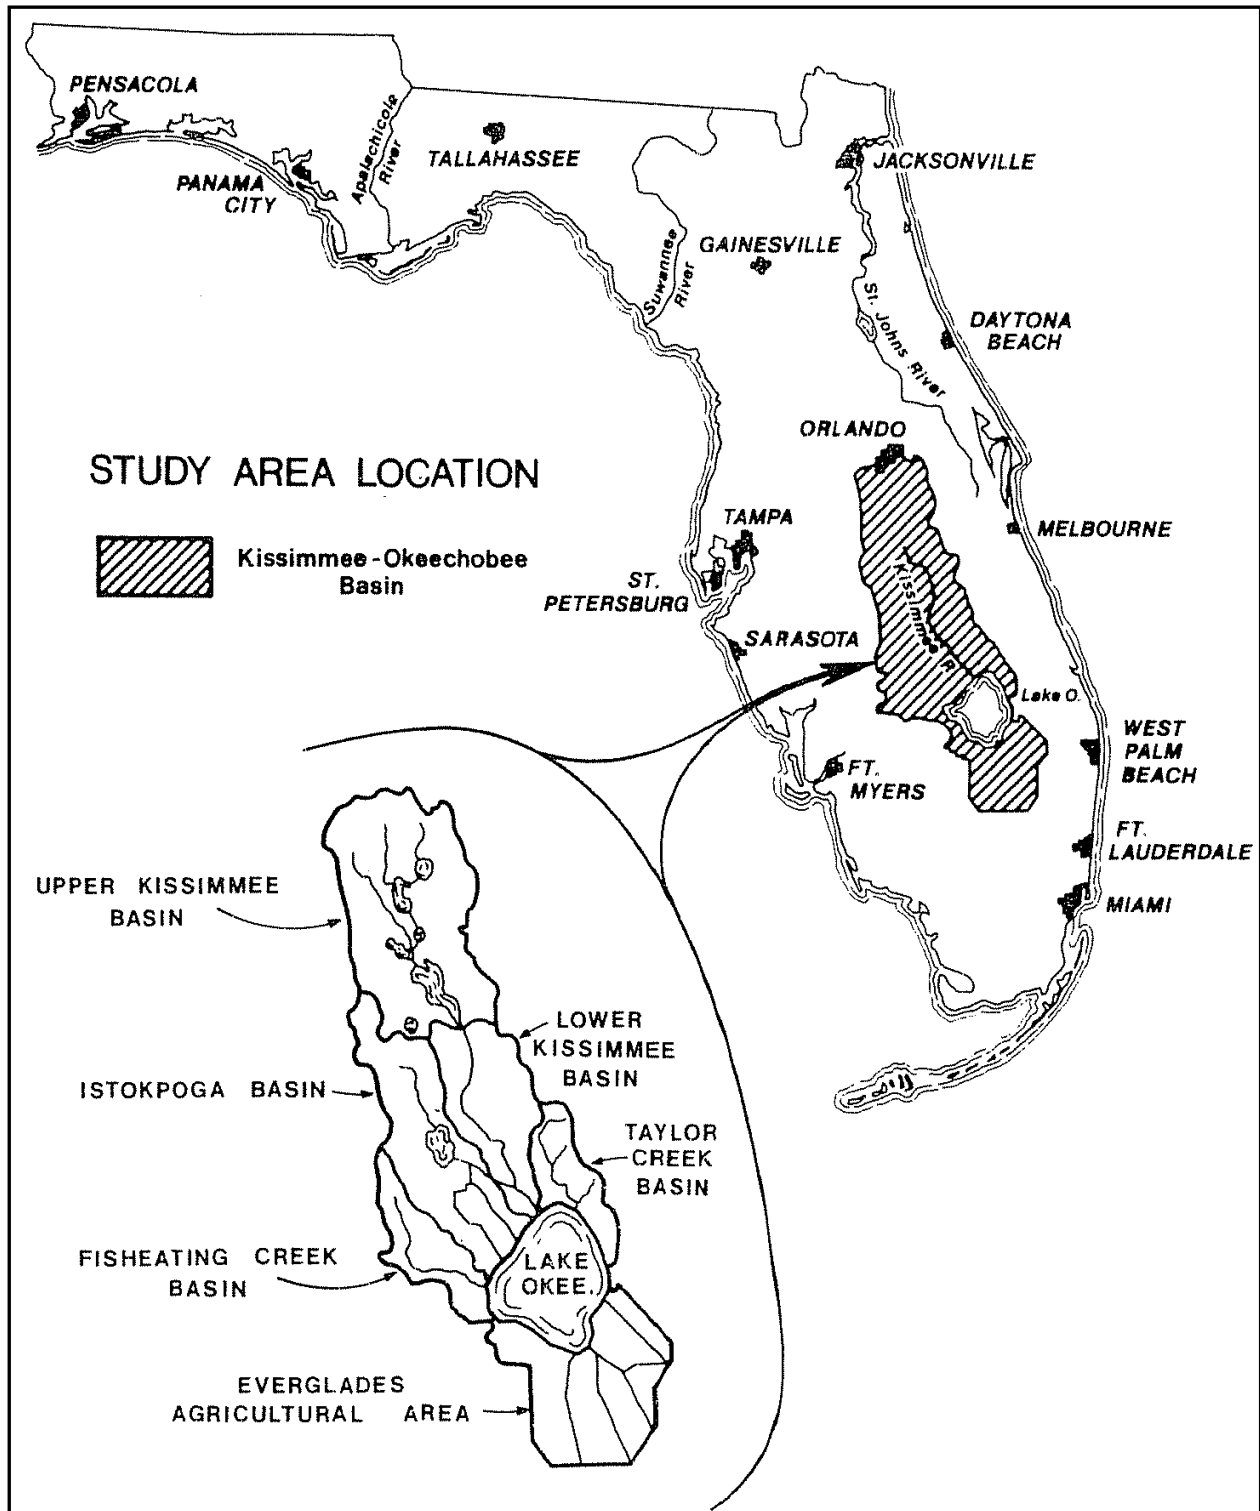 PENSACOLA
PANAMA
CITY
Apalachicola
River
TALLAHASSEE
JACKSONVILLE
Suwannee
River
GAINESVILLE
St. Johns River
DAYTONA
BEACH
ORLANDO
STUDY AREA LOCATION
Kissimmee-Okeechobee
Basin
TAMPA
ST.
PETERSBURG
MELBOURNE
SARASOTA
Kissimmee R.
Lake O.
WEST
PALM
BEACH
FT.
MYERS
FT.
LAUDERDALE
MIAMI
UPPER KISSIMMEE
BASIN
LOWER
KISSIMMEE
BASIN
ISTOKPOGA BASIN
TAYLOR
CREEK
BASIN
FISHEATING CREEK
BASIN
LAKE
OKEE.
EVERGLADES
AGRICULTURAL AREA